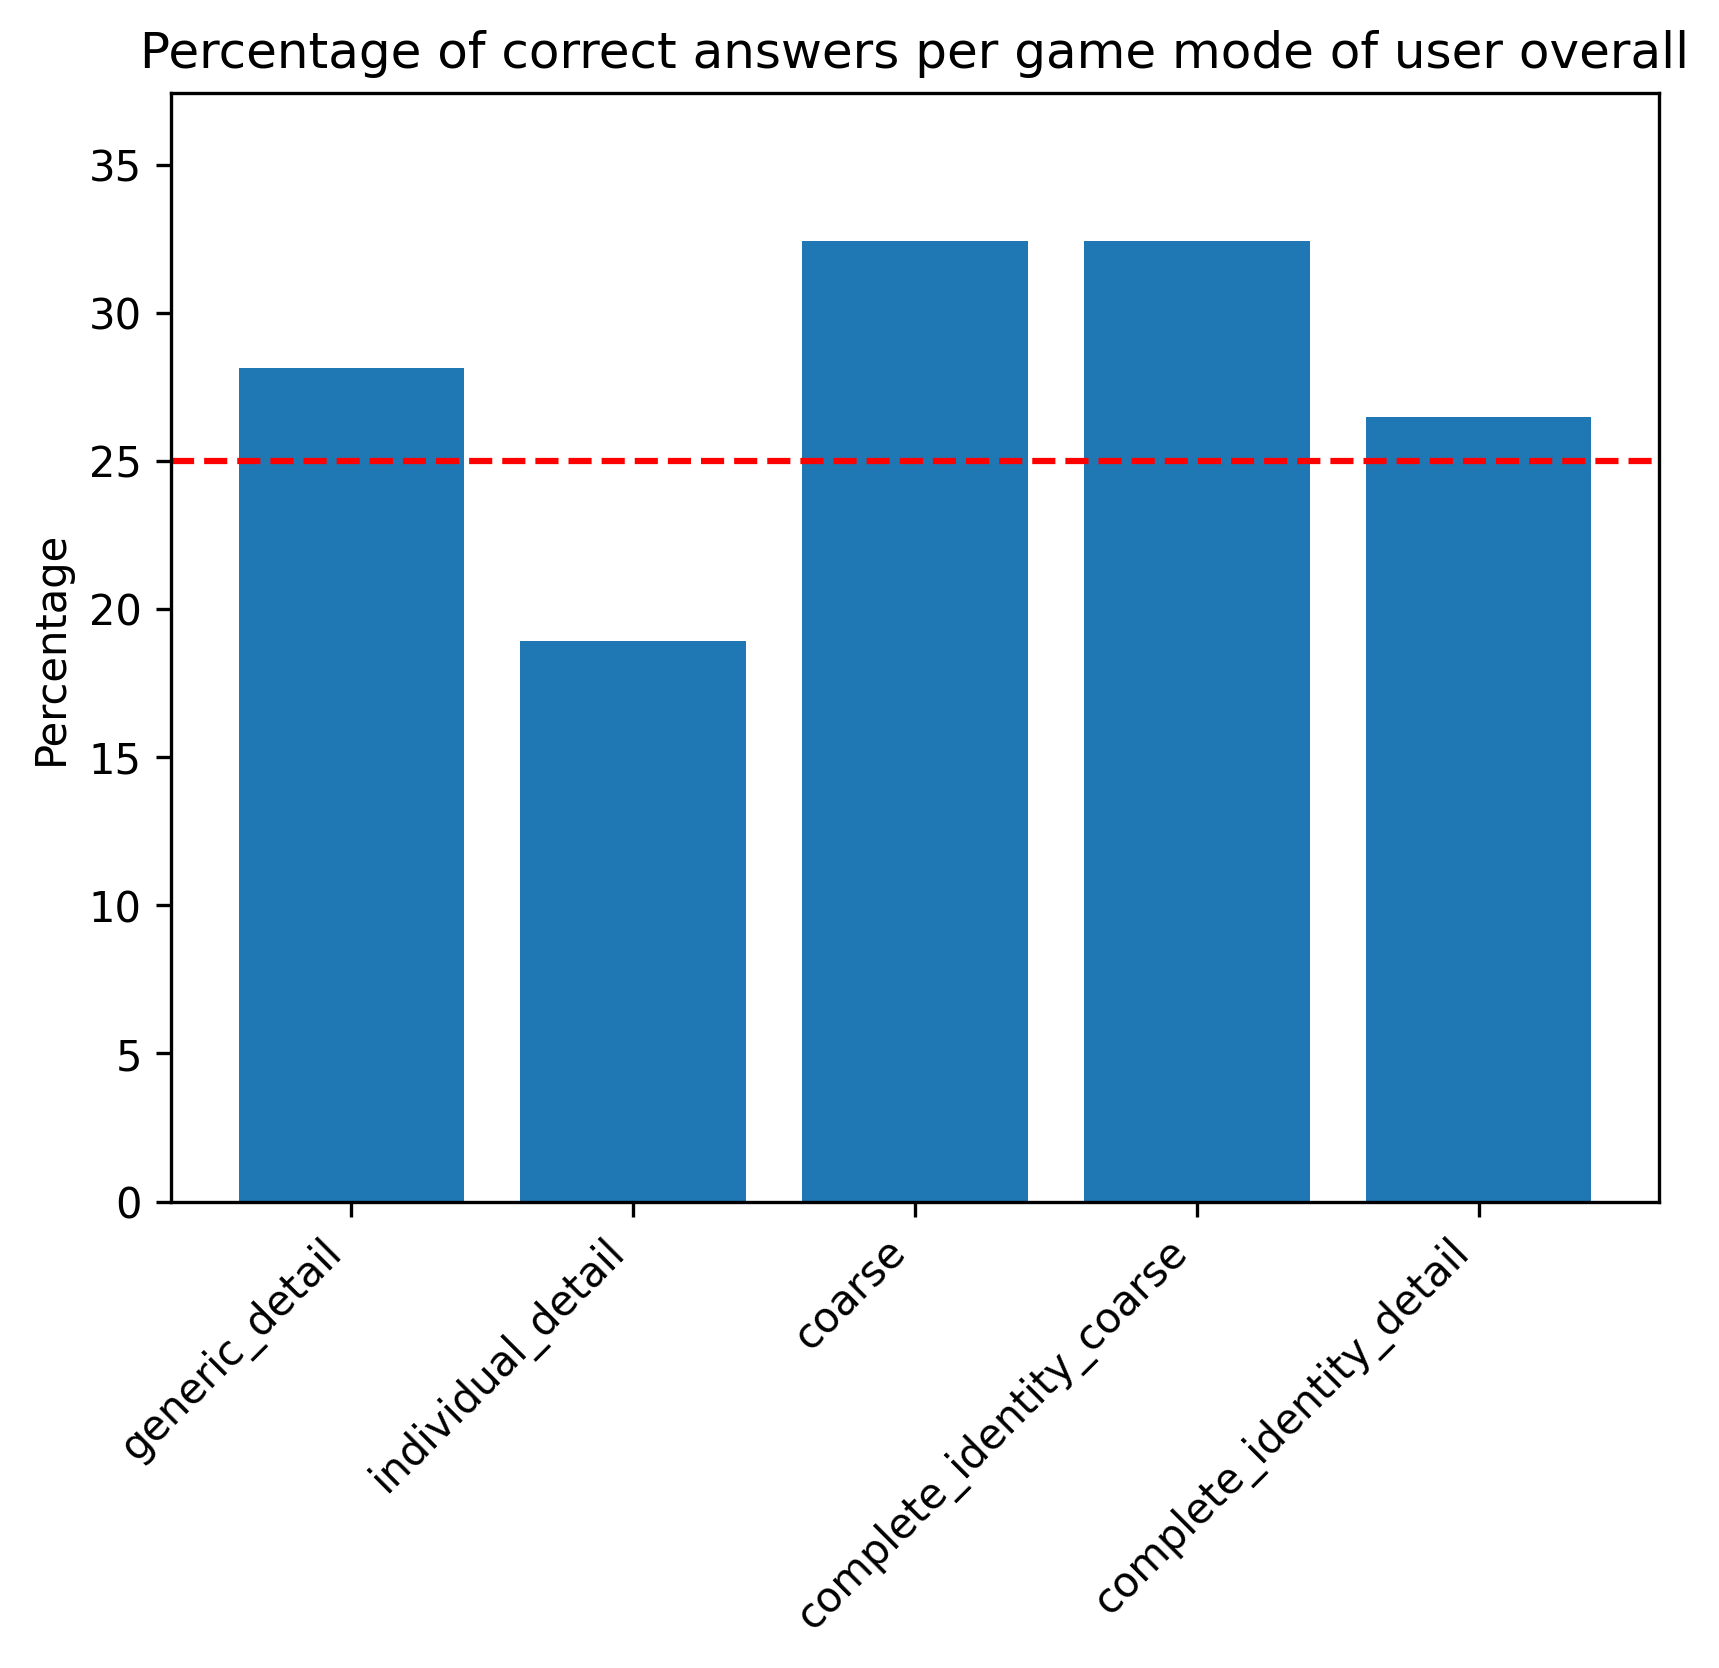 Percentage of correct answers per game mode of user overall
35
30
25
20
15
10
5
0
Percentage
generic_detail
individual_detail
coarse
complete_identity_coarse
complete_identity_detail